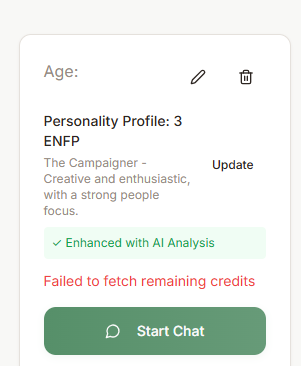 Age:
Personality Profile: 3
ENFP
The Campaigner -
Creative and enthusiastic,
with a strong people
focus.
Update
✓ Enhanced with AI Analysis
Failed to fetch remaining credits
Start Chat